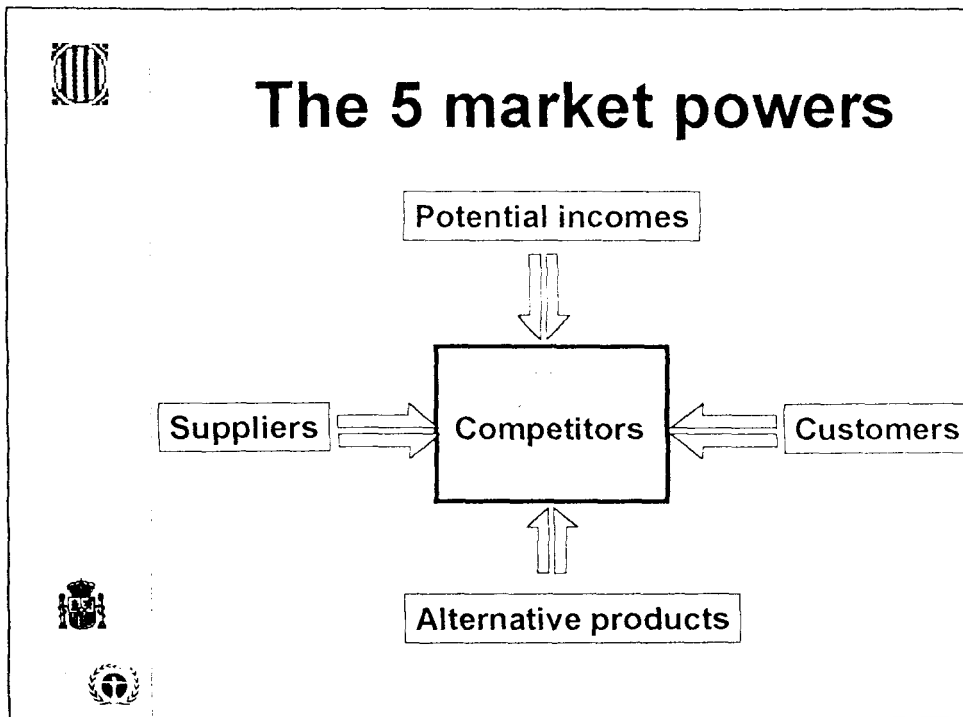 The 5 market powers
Potential incomes
Suppliers
Competitors
Customers
Alternative products